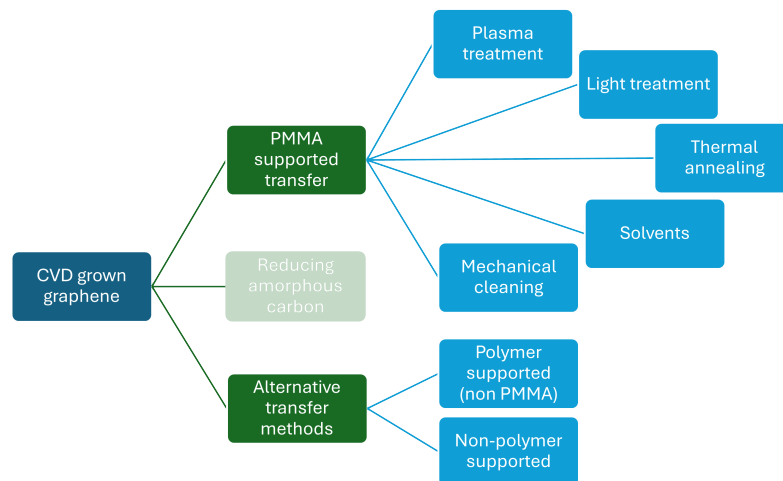 Plasma
treatment
Light treatment
PMMA
supported
transfer
Thermal
annealing
Solvents
CVD grown
graphene
Reducing
amorphous
carbon
Mechanical
cleaning
Polymer
supported
(non PMMA)
Alternative
transfer
methods
Non-polymer
supported